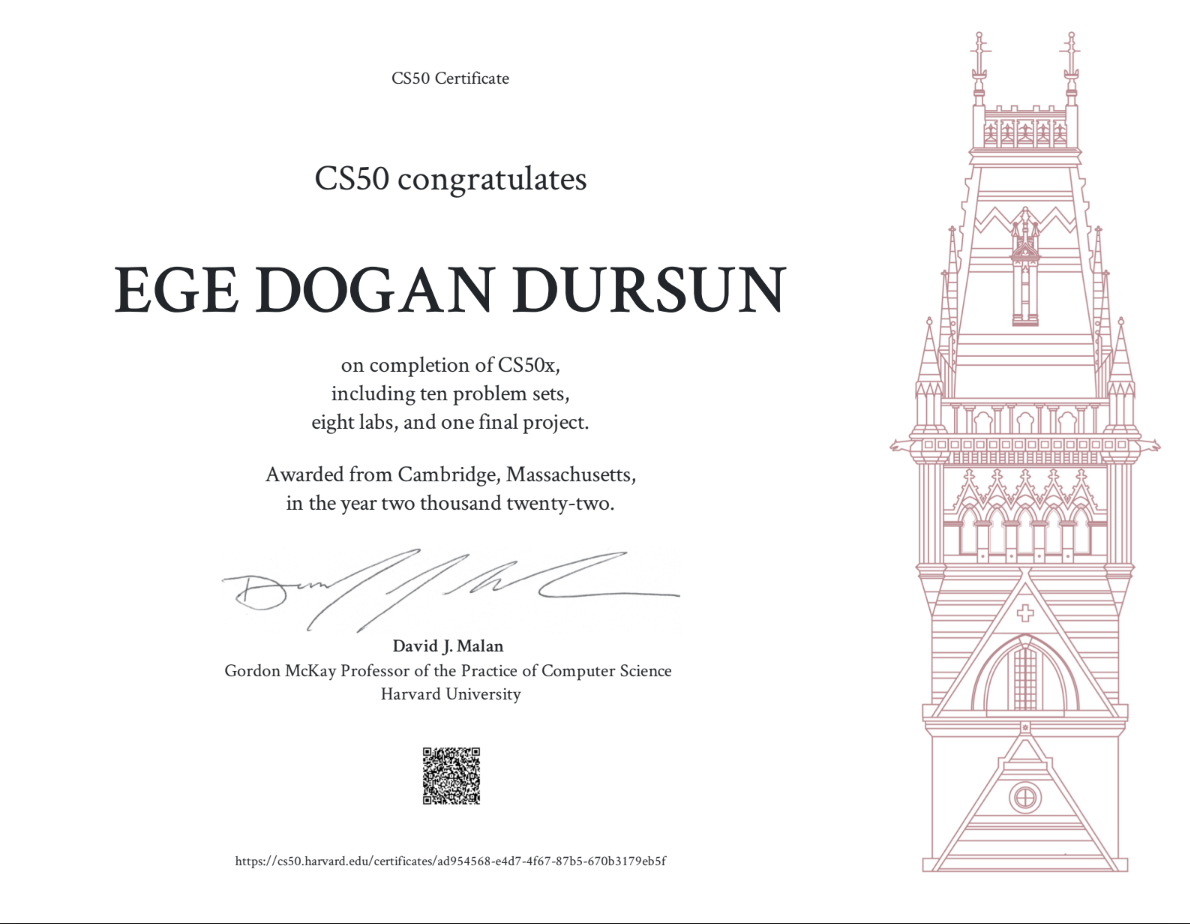 CS50 Certificate
CS50 congratulates
EGE DOGAN DURSUN
on completion of CS50x,
including ten problem sets,
eight labs, and one final project.
Awarded from Cambridge, Massachusetts,
in the year two thousand twenty-two.
David J. Malan
Gordon McKay Professor of the Practice of Computer Science
Harvard University
https://cs50.harvard.edu/certificates/ad954568-e4d7-4f67-87b5-670b3179eb5f